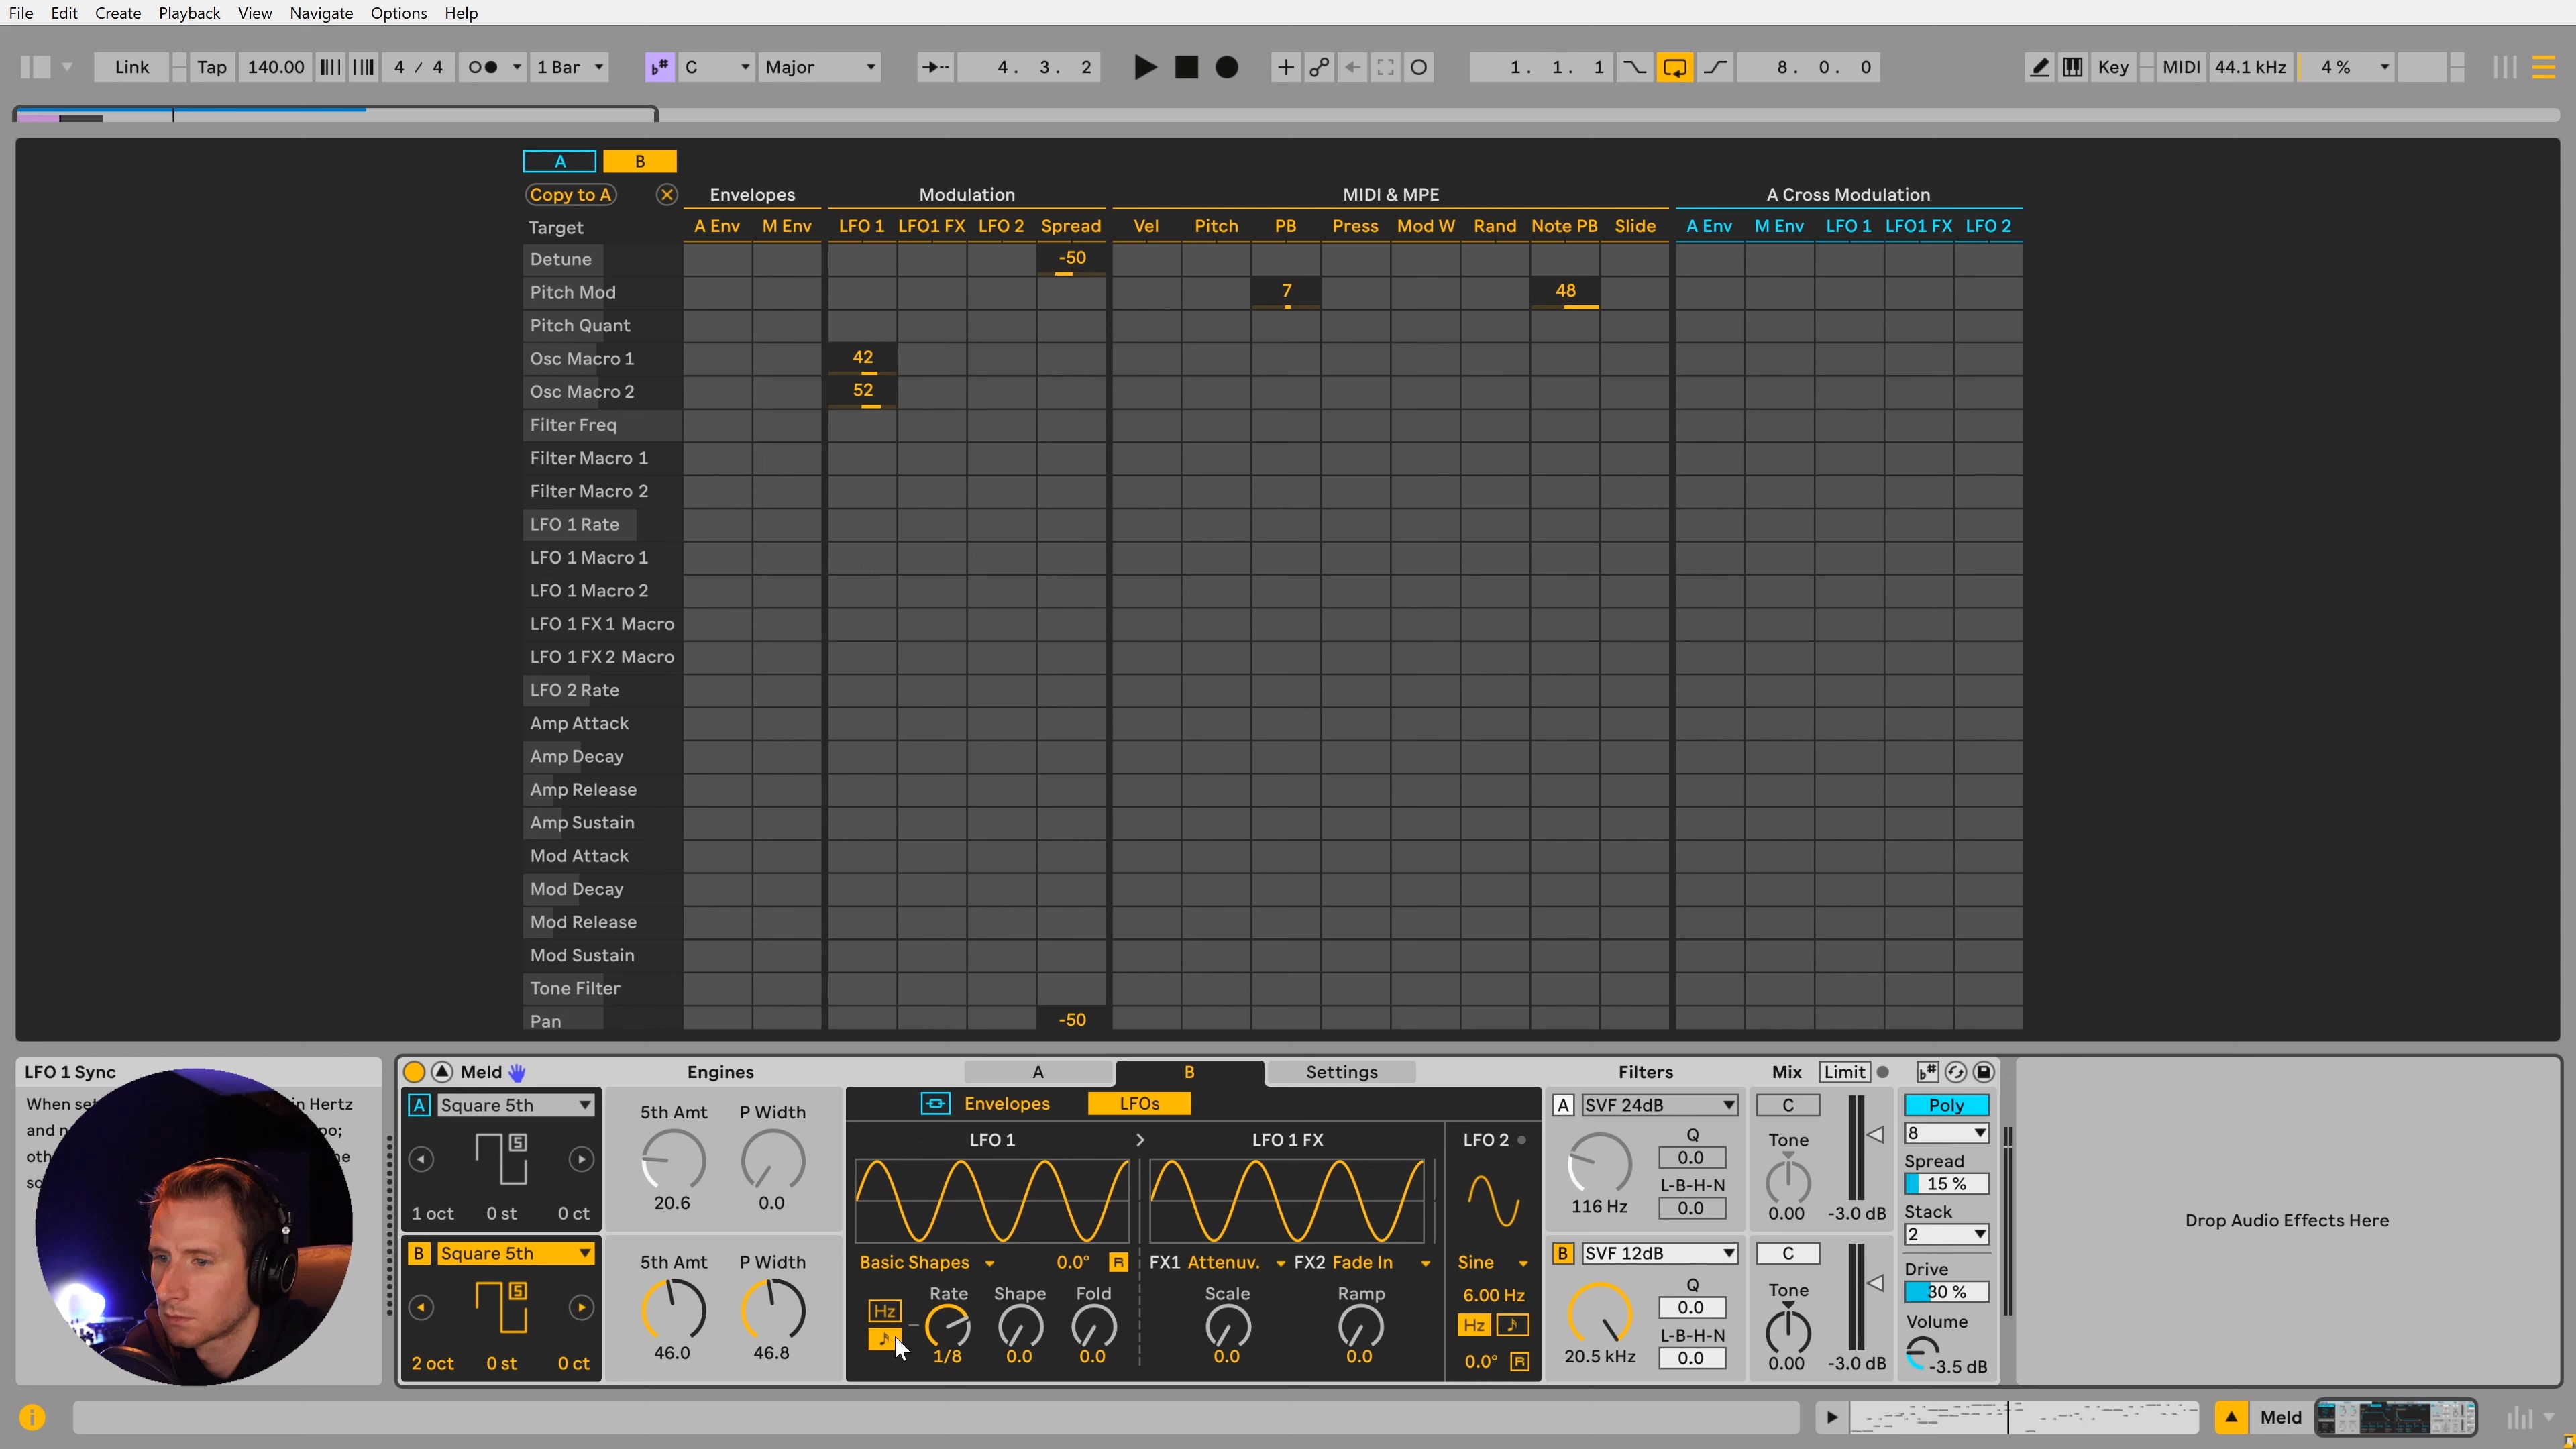 File Edit Create Playback View Navigate Options Help
Link Tap 140.00 4 / 4 1 Bar C Major 4. 3. 2 1. 1. 1 8. 0. 0 Key MIDI 44.1 kHz 4 %
A B
Copy to A Envelopes Modulation MIDI & MPE A Cross Modulation
Target A Env M Env LFO 1 LFO1 FX LFO 2 Spread Vel Pitch PB Press Mod W Rand Note PB Slide A Env M Env LFO 1 LFO1 FX LFO 2
Detune -50
Pitch Mod 7 48
Pitch Quant
Osc Macro 1 42
Osc Macro 2 52
Filter Freq
Filter Macro 1
Filter Macro 2
LFO 1 Rate
LFO 1 Macro 1
LFO 1 Macro 2
LFO 1 FX 1 Macro
LFO 1 FX 2 Macro
LFO 2 Rate
Amp Attack
Amp Decay
Amp Release
Amp Sustain
Mod Attack
Mod Decay
Mod Release
Mod Sustain
Tone Filter
Pan -50
LFO 1 Sync
When set in Hertz
and
Meld Engines A B Settings Filters Mix Limit
A Square 5th
1 oct 0 st 0 ct
5th Amt P Width
20.6 0.0
B Square 5th
2 oct 0 st 0 ct
5th Amt P Width
46.0 46.8
Envelopes LFOs
LFO 1 > LFO 1 FX LFO 2
Basic Shapes 0.0° R FX1 Attenuv. FX2 Fade In Sine
Rate Shape Fold Scale Ramp 6.00 Hz
Hz Hz
1/8 0.0 0.0 0.0 0.0 0.0° R
A SVF 24dB
Q
0.0
L-B-H-N
116 Hz 0.0
B SVF 12dB
Q
0.0
L-B-H-N
20.5 kHz 0.0
C
Tone
0.00 -3.0 dB
C
Tone
0.00 -3.0 dB
Poly
8
Spread
15 %
Stack
2
Drive
30 %
Volume
-3.5 dB
Drop Audio Effects Here
Meld